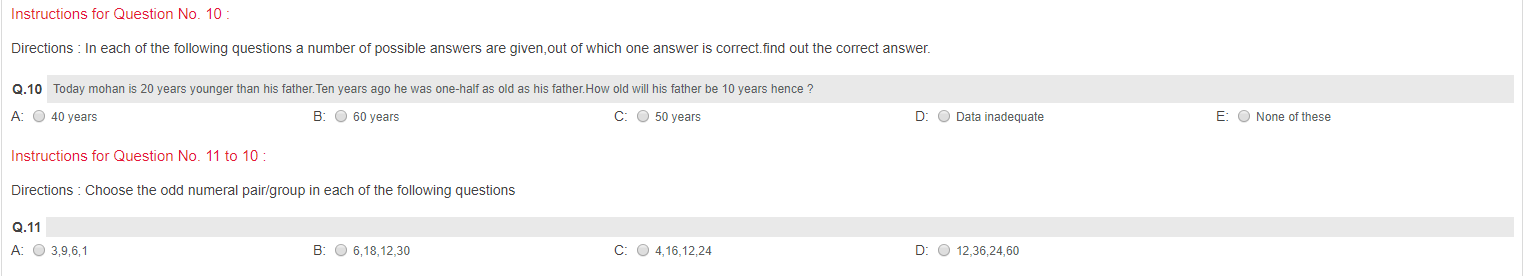 Instructions for Question No. 10 :
Directions : In each of the following questions a number of possible answers are given,out of which one answer is correct.find out the correct answer.
Q.10 Today mohan is 20 years younger than his father.Ten years ago he was one-half as old as his father.How old will his father be 10 years hence ?
A: 40 years B: 60 years C: 50 years D: Data inadequate E: None of these
Instructions for Question No. 11 to 10 :
Directions : Choose the odd numeral pair/group in each of the following questions
Q.11
A: 3,9,6,1 B: 6,18,12,30 C: 4,16,12,24 D: 12,36,24,60